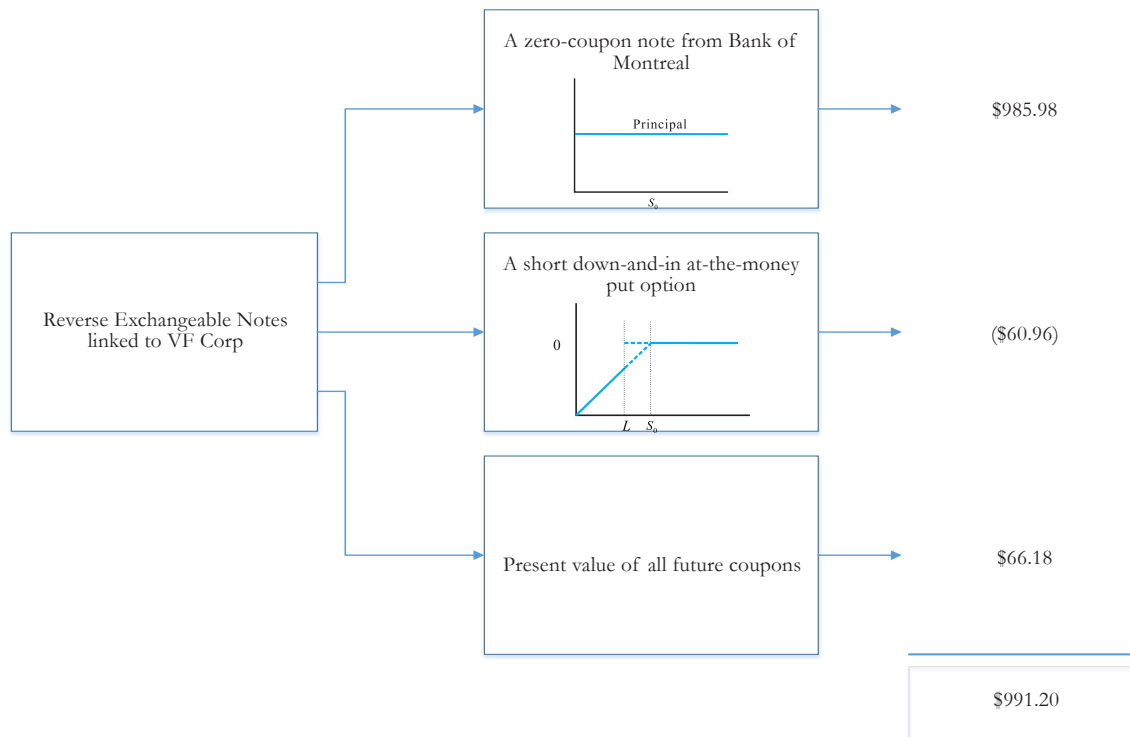 A zero-coupon note from Bank of
Montreal
Principal
S₀
$985.98
Reverse Exchangeable Notes
linked to VF Corp
A short down-and-in at-the-money
put option
0
L S₀
($60.96)
Present value of all future coupons
$66.18
$991.20